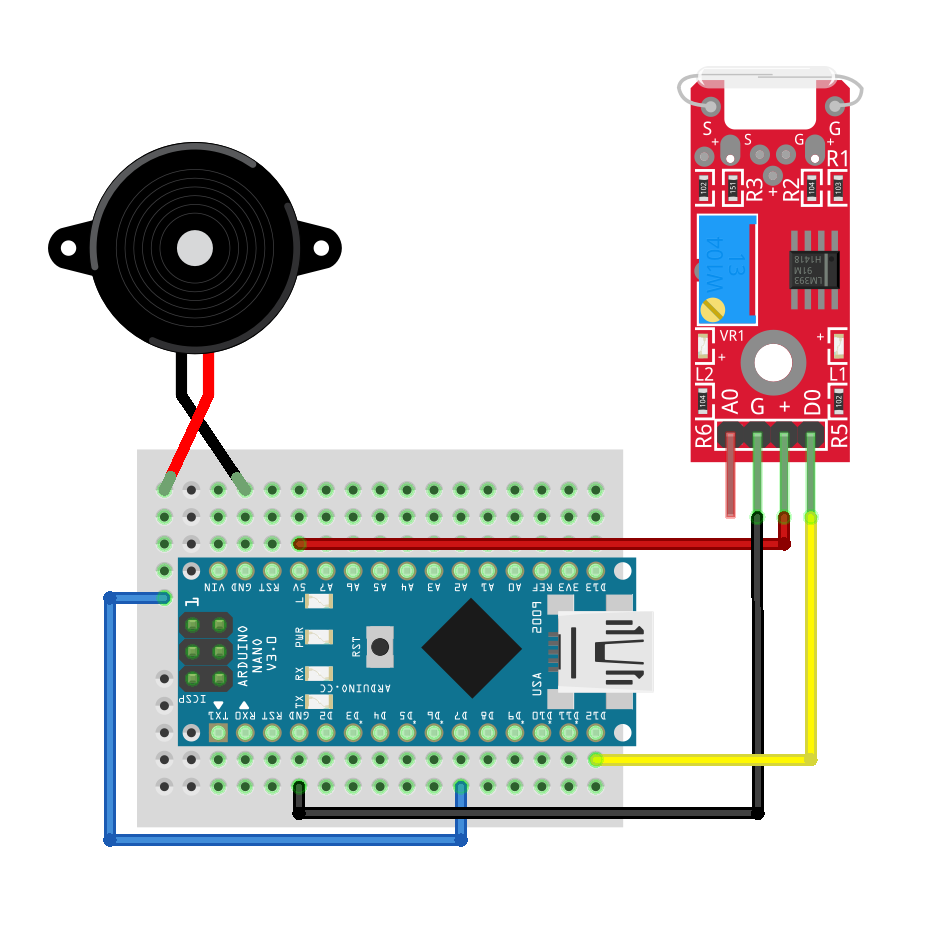 S G
+ S G +
R1
102 151 R3 + R2 104 103
W104
13
LM393
91M
H1418
VR1
+ +
L2 L1
104 102
R6 A0 G + D0 R5
VIN GND RST 5V A7 A6 A5 A4 A3 A2 A1 A0 REF 3V3 D13
1
L
PWR
RX
TX
RST
ARDUINO
NANO
V3.0
ARDUINO.CC
USA
ICSP
TX1 RX0 RST GND D2 D3 D4 D5 D6 D7 D8 D9 D10 D11 D12